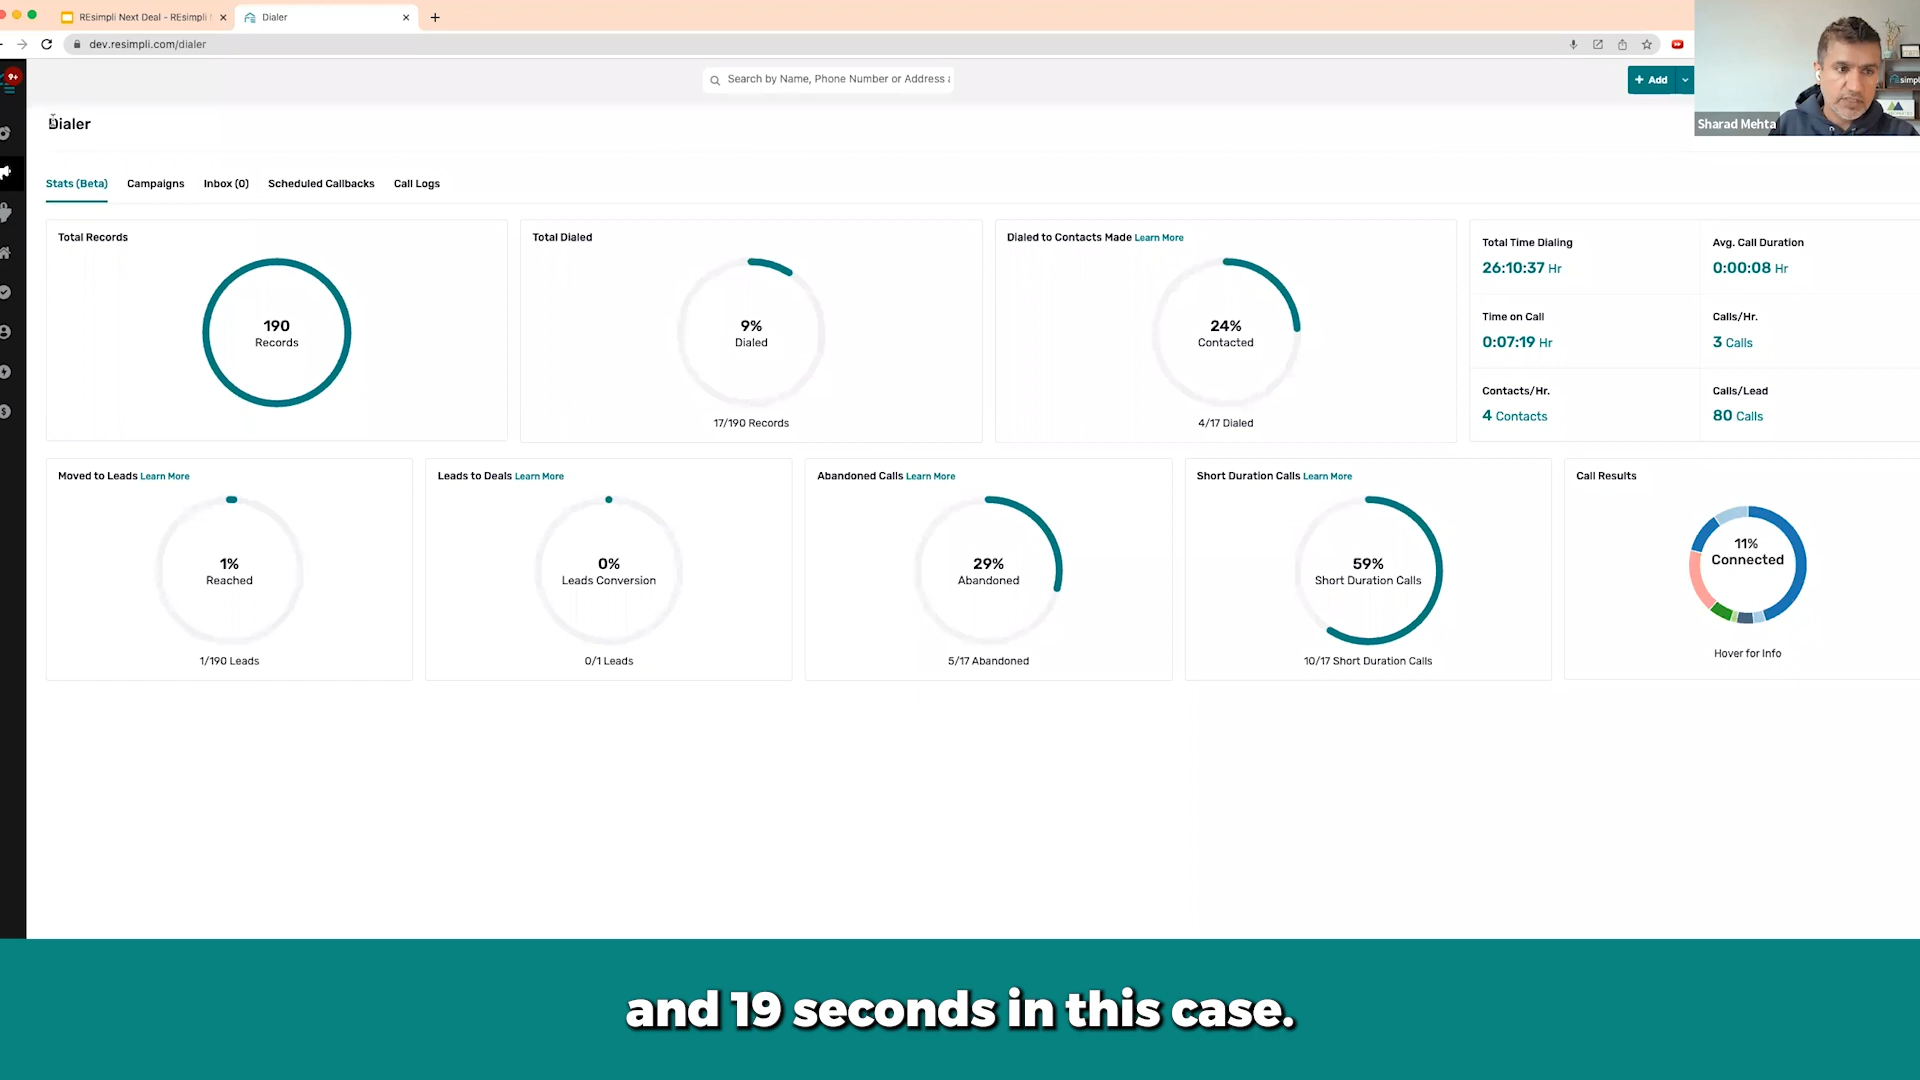 REsimpli Next Deal - REsimpli
Dialer
dev.resimpli.com/dialer
9+
Search by Name, Phone Number or Address
+ Add
simpli
Sharad Mehta
Dialer
Stats (Beta)
Campaigns
Inbox (0)
Scheduled Callbacks
Call Logs
Total Records
190
Records
Total Dialed
9%
Dialed
17/190 Records
Dialed to Contacts Made Learn More
24%
Contacted
4/17 Dialed
Total Time Dialing
26:10:37 Hr
Avg. Call Duration
0:00:08 Hr
Time on Call
0:07:19 Hr
Calls/Hr.
3 Calls
Contacts/Hr.
4 Contacts
Calls/Lead
80 Calls
Moved to Leads Learn More
1%
Reached
1/190 Leads
Leads to Deals Learn More
0%
Leads Conversion
0/1 Leads
Abandoned Calls Learn More
29%
Abandoned
5/17 Abandoned
Short Duration Calls Learn More
59%
Short Duration Calls
10/17 Short Duration Calls
Call Results
11%
Connected
Hover for Info
and 19 seconds in this case.